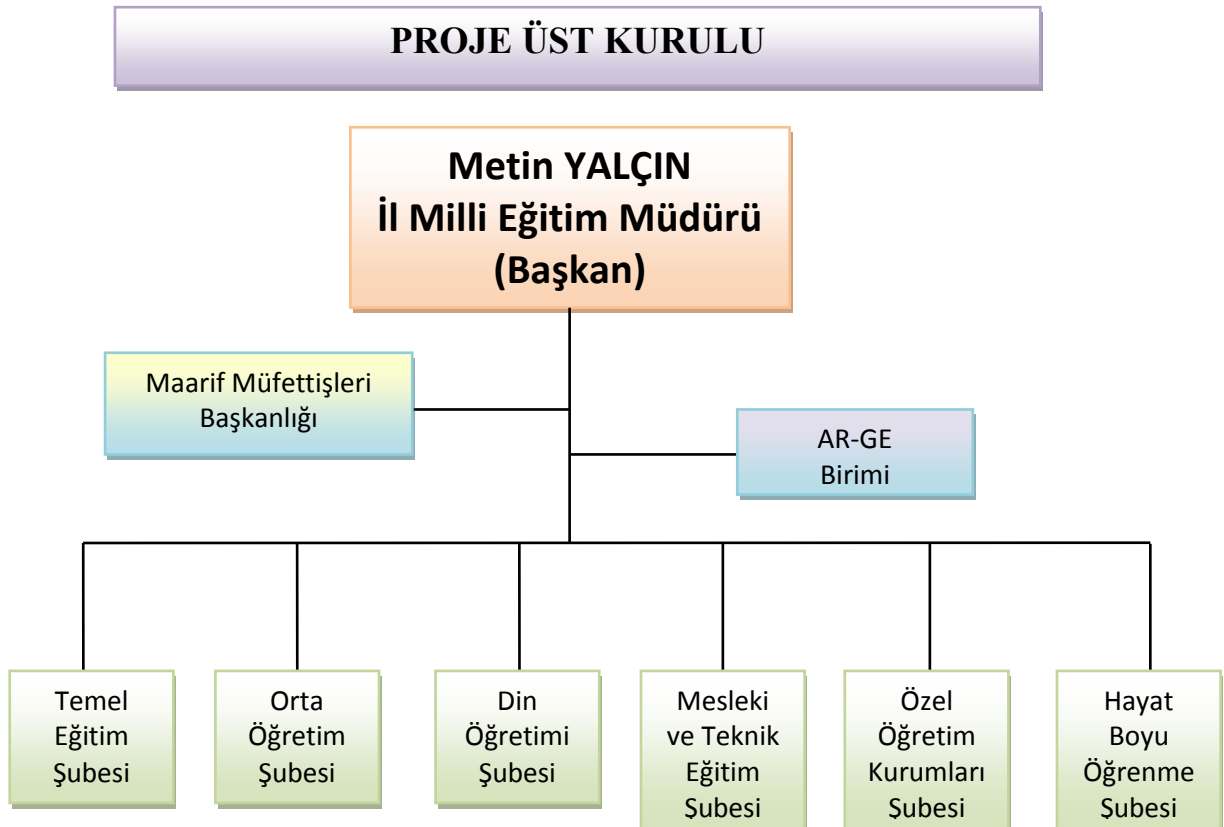 PROJE ÜST KURULU
Metin YALÇIN
İl Milli Eğitim Müdürü
(Başkan)
Maarif Müfettişleri
Başkanlığı
AR-GE
Birimi
Temel
Eğitim
Şubesi
Orta
Öğretim
Şubesi
Din
Öğretimi
Şubesi
Mesleki
ve Teknik
Eğitim
Şubesi
Özel
Öğretim
Kurumları
Şubesi
Hayat
Boyu
Öğrenme
Şubesi